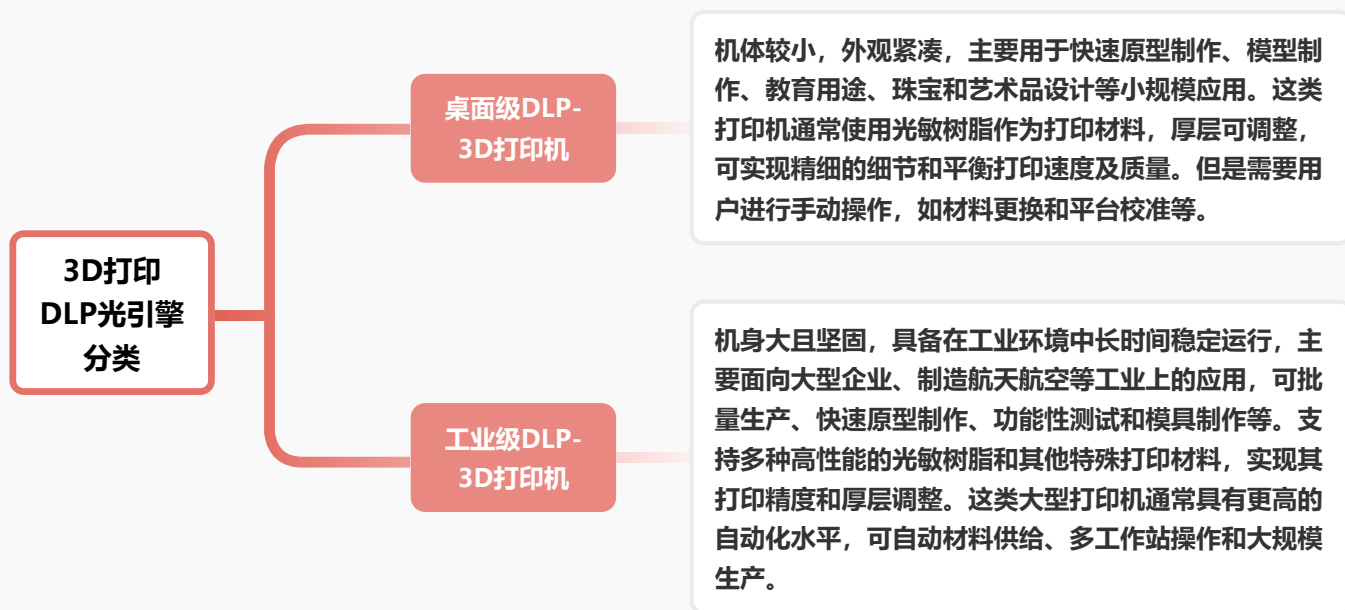 3D打印
DLP光引擎
分类
桌面级DLP-
3D打印机
机体较小，外观紧凑，主要用于快速原型制作、模型制
作、教育用途、珠宝和艺术品设计等小规模应用。这类
打印机通常使用光敏树脂作为打印材料，厚层可调整，
可实现精细的细节和平衡打印速度及质量。但是需要用
户进行手动操作，如材料更换和平台校准等。
工业级DLP-
3D打印机
机身大且坚固，具备在工业环境中长时间稳定运行，主
要面向大型企业、制造航天航空等工业上的应用，可批
量生产、快速原型制作、功能性测试和模具制作等。支
持多种高性能的光敏树脂和其他特殊打印材料，实现其
打印精度和厚层调整。这类大型打印机通常具有更高的
自动化水平，可自动材料供给、多工作站操作和大规模
生产。